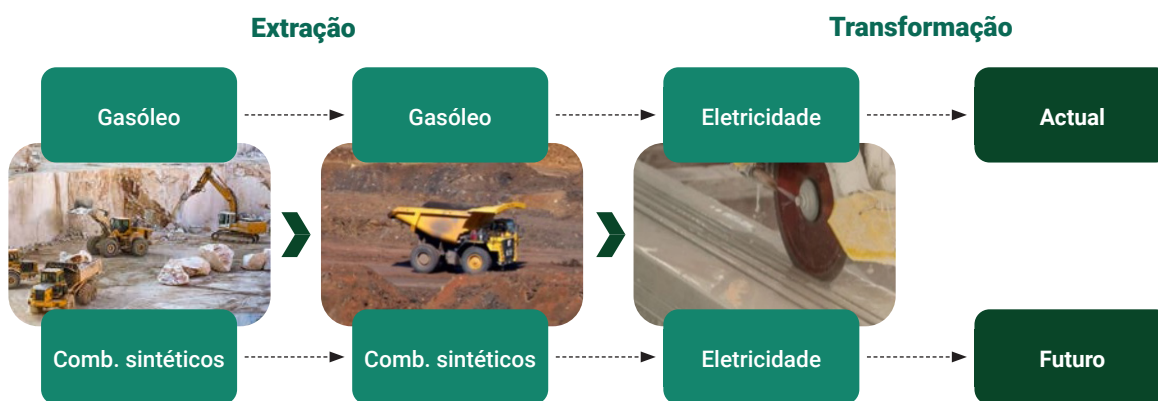 Extração
Transformação
Gasóleo
Gasóleo
Eletricidade
Actual
Comb. sintéticos
Comb. sintéticos
Eletricidade
Futuro